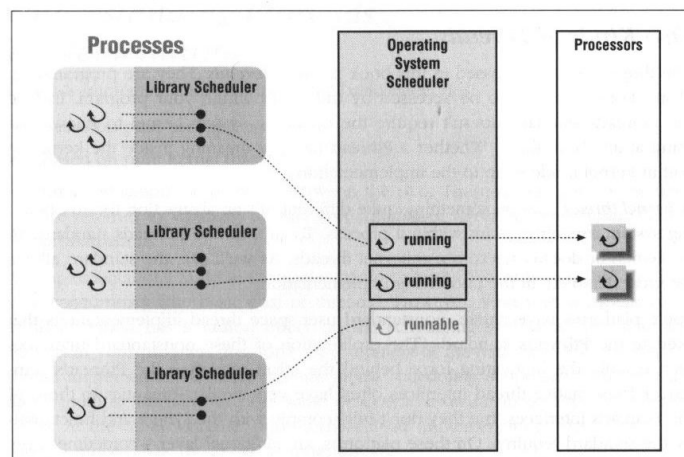 Processes
Library Scheduler
Library Scheduler
Library Scheduler
Operating
System
Scheduler
running
running
runnable
Processors